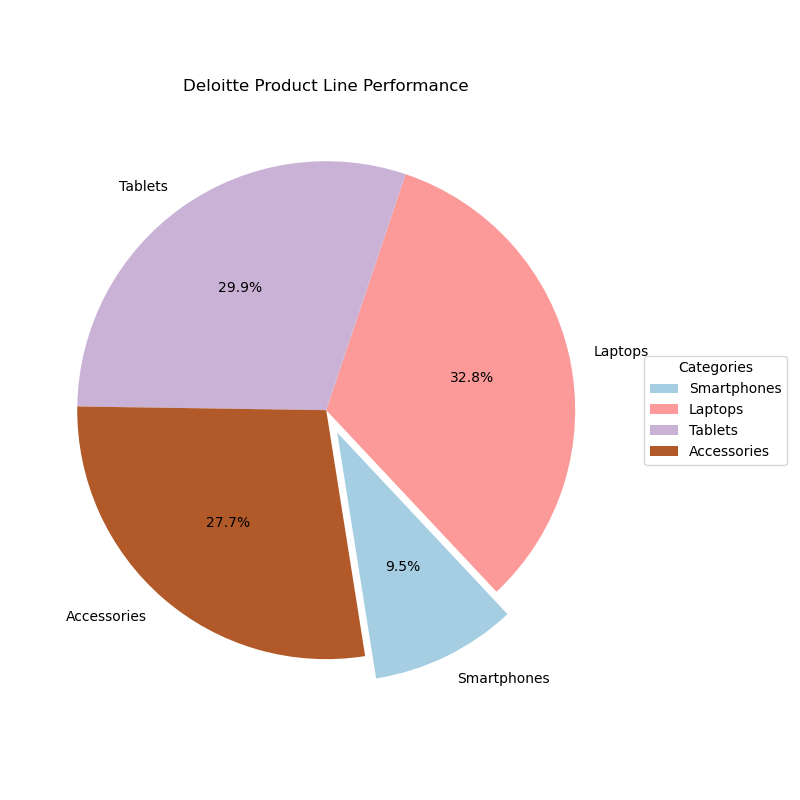 Deloitte Product Line Performance
Tablets
29.9%
Laptops
32.8%
Categories
Smartphones
Laptops
Tablets
Accessories
27.7%
9.5%
Accessories
Smartphones